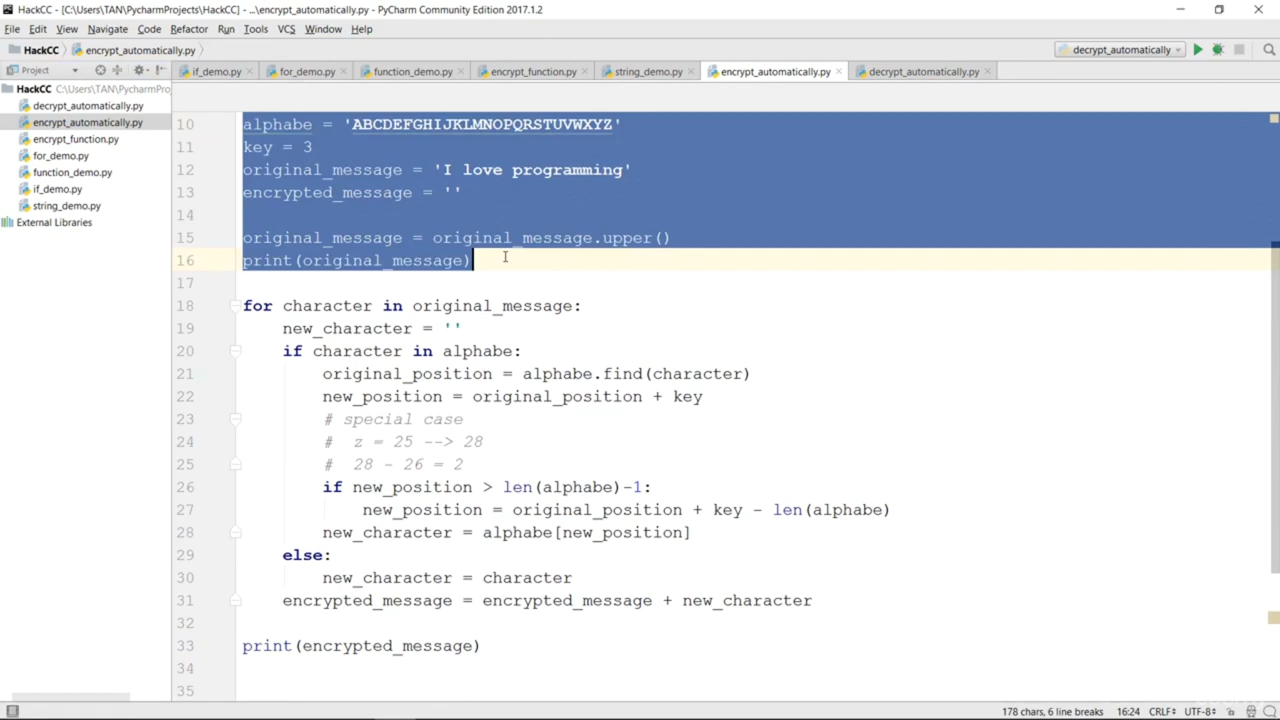 HackCC - [C:\Users\TAN\PycharmProjects\HackCC] - ...\encrypt_automatically.py - PyCharm Community Edition 2017.1.2
File Edit View Navigate Code Refactor Run Tools VCS Window Help
HackCC encrypt_automatically.py decrypt_automatically
Project if_demo.py for_demo.py function_demo.py encrypt_function.py string_demo.py encrypt_automatically.py decrypt_automatically.py
HackCC C:\Users\TAN\PycharmPro
decrypt_automatically.py
encrypt_automatically.py
encrypt_function.py
for_demo.py
function_demo.py
if_demo.py
string_demo.py
External Libraries
10 alphabe = 'ABCDEFGHIJKLMNOPQRSTUVWXYZ'
11 key = 3
12 original_message = 'I love programming'
13 encrypted_message = ''
14
15 original_message = original_message.upper()
16 print(original_message)
17
18 for character in original_message:
19 new_character = ''
20 if character in alphabe:
21 original_position = alphabe.find(character)
22 new_position = original_position + key
23 # special case
24 # z = 25 --> 28
25 # 28 - 26 = 2
26 if new_position > len(alphabe)-1:
27 new_position = original_position + key - len(alphabe)
28 new_character = alphabe[new_position]
29 else:
30 new_character = character
31 encrypted_message = encrypted_message + new_character
32
33 print(encrypted_message)
34
35
178 chars, 6 line breaks 16:24 CRLF UTF-8